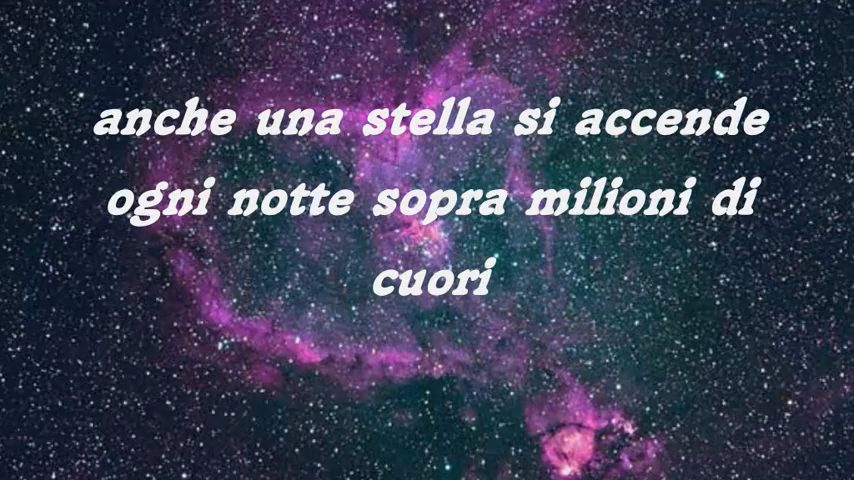 anche una stella si accende
ogni notte sopra milioni di
cuori